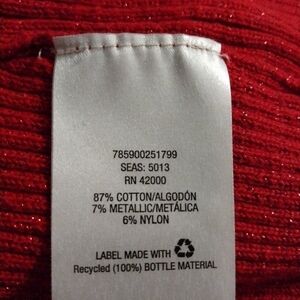 785900251799
SEAS: 5013
RN 42000
87% COTTON/ALGODÓN
7% METALLIC/METÁLICA
6% NYLON
LABEL MADE WITH
Recycled (100%) BOTTLE MATERIAL